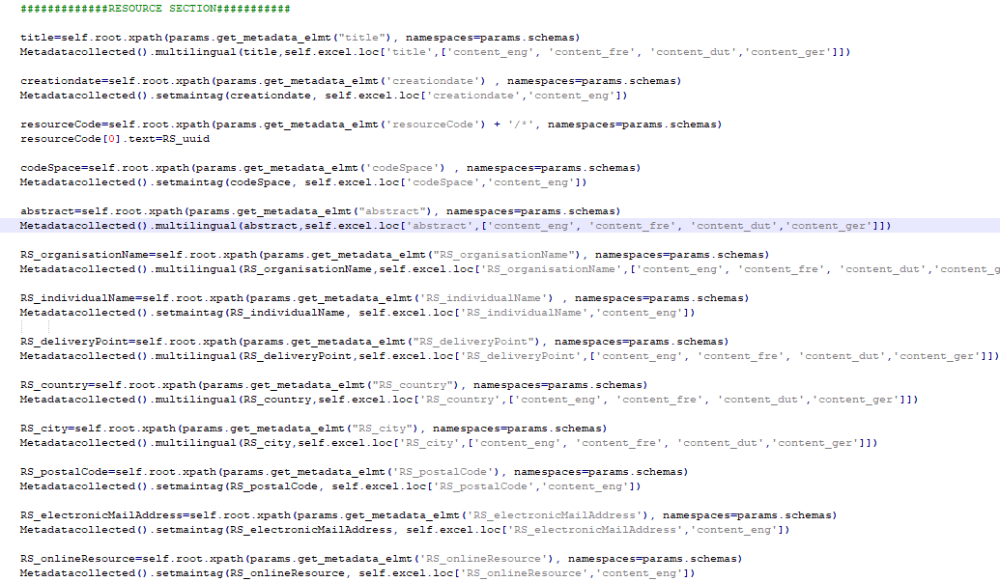 #############RESOURCE SECTION###########
title=self.root.xpath(params.get_metadata_elmt("title"), namespaces=params.schemas)
Metadatacollected().multilingual(title,self.excel.loc['title',['content_eng', 'content_fre', 'content_dut','content_ger']])
creationdate=self.root.xpath(params.get_metadata_elmt('creationdate') , namespaces=params.schemas)
Metadatacollected().setmaintag(creationdate, self.excel.loc['creationdate','content_eng'])
resourceCode=self.root.xpath(params.get_metadata_elmt('resourceCode') + '/*', namespaces=params.schemas)
resourceCode[0].text=RS_uuid
codeSpace=self.root.xpath(params.get_metadata_elmt('codeSpace') , namespaces=params.schemas)
Metadatacollected().setmaintag(codeSpace, self.excel.loc['codeSpace','content_eng'])
abstract=self.root.xpath(params.get_metadata_elmt("abstract"), namespaces=params.schemas)
Metadatacollected().multilingual(abstract,self.excel.loc['abstract',['content_eng', 'content_fre', 'content_dut','content_ger']])
RS_organisationName=self.root.xpath(params.get_metadata_elmt("RS_organisationName"), namespaces=params.schemas)
Metadatacollected().multilingual(RS_organisationName,self.excel.loc['RS_organisationName',['content_eng', 'content_fre', 'content_dut','content_g
RS_individualName=self.root.xpath(params.get_metadata_elmt('RS_individualName') , namespaces=params.schemas)
Metadatacollected().setmaintag(RS_individualName, self.excel.loc['RS_individualName','content_eng'])
RS_deliveryPoint=self.root.xpath(params.get_metadata_elmt("RS_deliveryPoint"), namespaces=params.schemas)
Metadatacollected().multilingual(RS_deliveryPoint,self.excel.loc['RS_deliveryPoint',['content_eng', 'content_fre', 'content_dut','content_ger']])
RS_country=self.root.xpath(params.get_metadata_elmt("RS_country"), namespaces=params.schemas)
Metadatacollected().multilingual(RS_country,self.excel.loc['RS_country',['content_eng', 'content_fre', 'content_dut','content_ger']])
RS_city=self.root.xpath(params.get_metadata_elmt("RS_city"), namespaces=params.schemas)
Metadatacollected().multilingual(RS_city,self.excel.loc['RS_city',['content_eng', 'content_fre', 'content_dut','content_ger']])
RS_postalCode=self.root.xpath(params.get_metadata_elmt('RS_postalCode'), namespaces=params.schemas)
Metadatacollected().setmaintag(RS_postalCode, self.excel.loc['RS_postalCode','content_eng'])
RS_electronicMailAddress=self.root.xpath(params.get_metadata_elmt('RS_electronicMailAddress'), namespaces=params.schemas)
Metadatacollected().setmaintag(RS_electronicMailAddress, self.excel.loc['RS_electronicMailAddress','content_eng'])
RS_onlineResource=self.root.xpath(params.get_metadata_elmt('RS_onlineResource'), namespaces=params.schemas)
Metadatacollected().setmaintag(RS_onlineResource, self.excel.loc['RS_onlineResource','content_eng'])